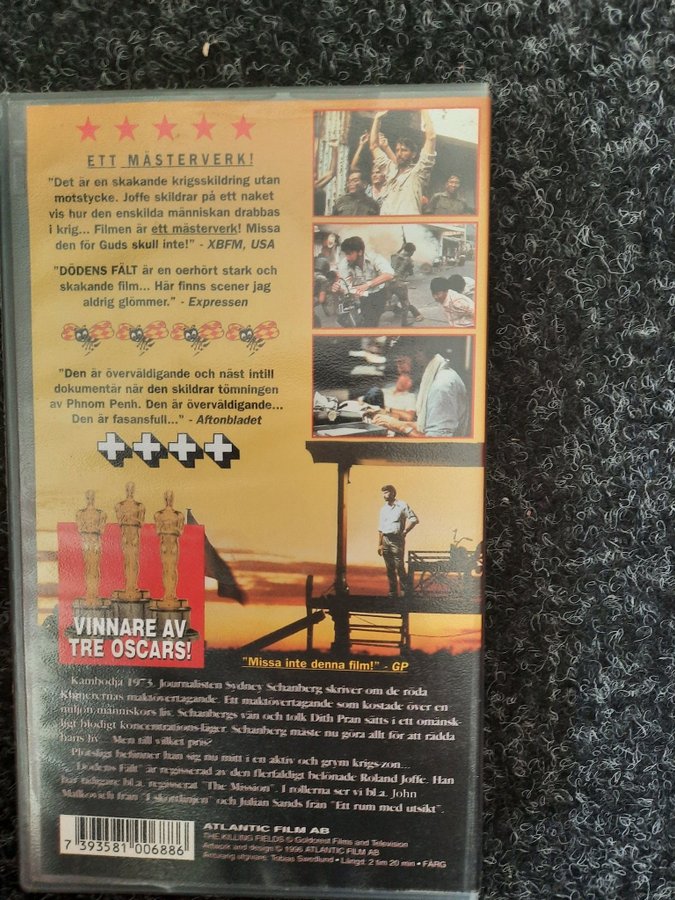 ETT MÄSTERVERK!
"Det är en skakande krigsskildring utan
motstycke. Joffe skildrar på ett naket
vis hur den enskilda människan drabbas
i krig... Filmen är ett mästerverk! Missa
den för Guds skull inte!" - XBFM, USA
"DÖDENS FÄLT är en oerhört stark och
skakande film... Här finns scener jag
aldrig glömmer." - Expressen
"Den är överväldigande och näst intill
dokumentär när den skildrar tömningen
av Phnom Penh. Den är överväldigande...
Den är fasansfull..." - Aftonbladet
VINNARE AV
TRE OSCARS!
"Missa inte denna film!" - GP
Kambodja 1973. Journalisten Sydney Schanberg skriver om de röda
Khmerernas maktövertagande. Ett maktövertagande som kostade över en
miljon människors liv. Schanbergs vän och tolk Dith Pran sätts i ett omänsk-
ligt blodigt koncentrations-läger. Schanberg måste nu göra allt för att rädda
hans liv... Men till vilket pris?
Plötsligt befinner han sig nu mitt i en aktiv och grym krigs-zon...
"Dödens Fält" är regisserad av den flerfaldigt belönade Roland Joffe. Han
har tidigare bl.a. regisserat "The Mission". I rollerna ser vi bl.a. John
Malkovich från "I skottlinjen" och Julian Sands från "Ett rum med utsikt".
7 393581 006886
ATLANTIC FILM AB
THE KILLING FIELDS © Goldcrest Films and Television
Artwork and design © 1996 ATLANTIC FILM AB
Ansvarig utgivare: Tobias Swedlund • Längd: 2 tim 20 min • FÄRG